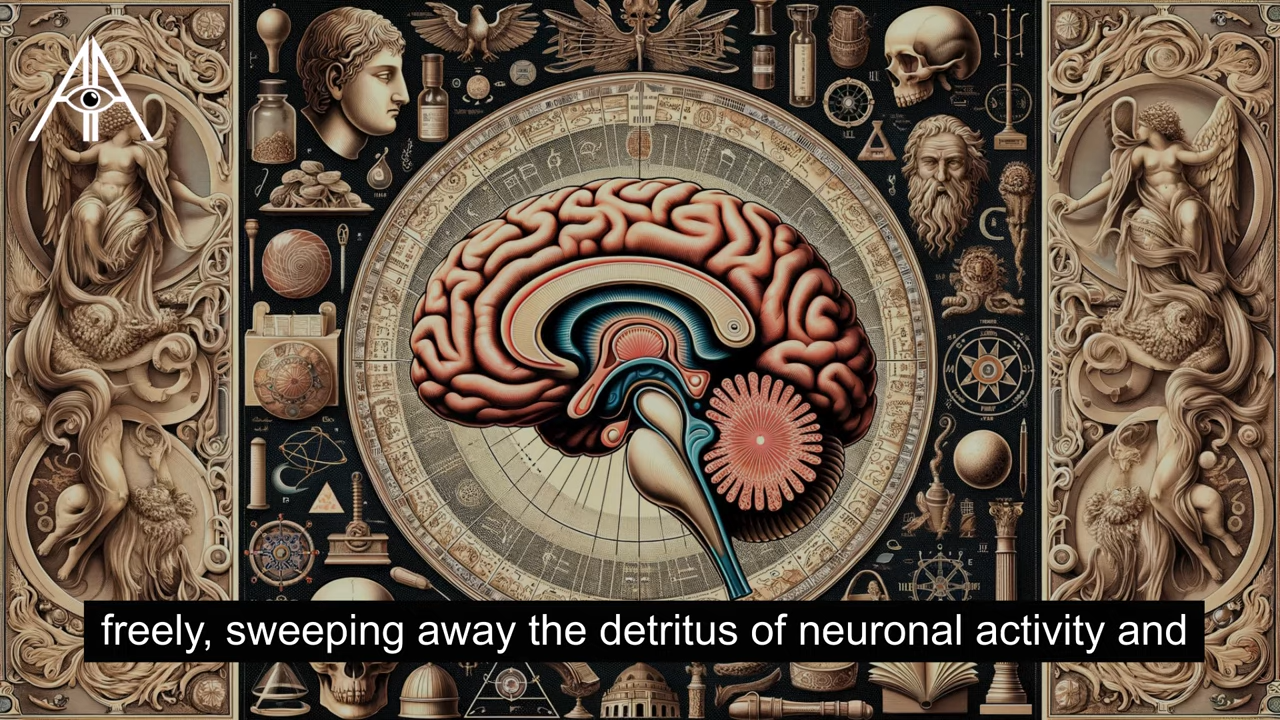 freely, sweeping away the detritus of neuronal activity and